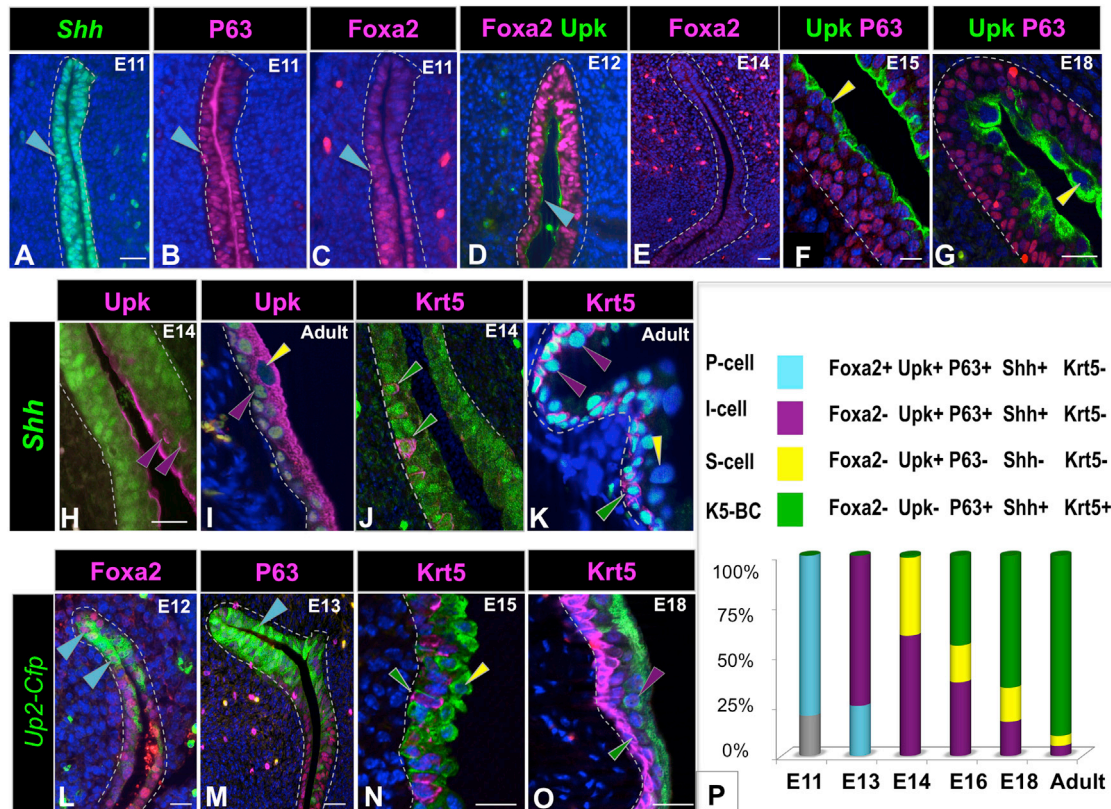 Shh P63 Foxa2 Foxa2 Upk Foxa2 Upk P63 Upk P63
E11 E11 E11 E12 E14 E15 E18
A B C D E F G
Upk Upk Krt5 Krt5
Shh
E14 Adult E14 Adult
H I J K
P-cell Foxa2+ Upk+ P63+ Shh+ Krt5-
I-cell Foxa2- Upk+ P63+ Shh+ Krt5-
S-cell Foxa2- Upk+ P63- Shh- Krt5-
K5-BC Foxa2- Upk- P63+ Shh+ Krt5+
Foxa2 P63 Krt5 Krt5
Up2-Cfp
E12 E13 E15 E18
L M N O
100%
75%
50%
25%
0%
P E11 E13 E14 E16 E18 Adult